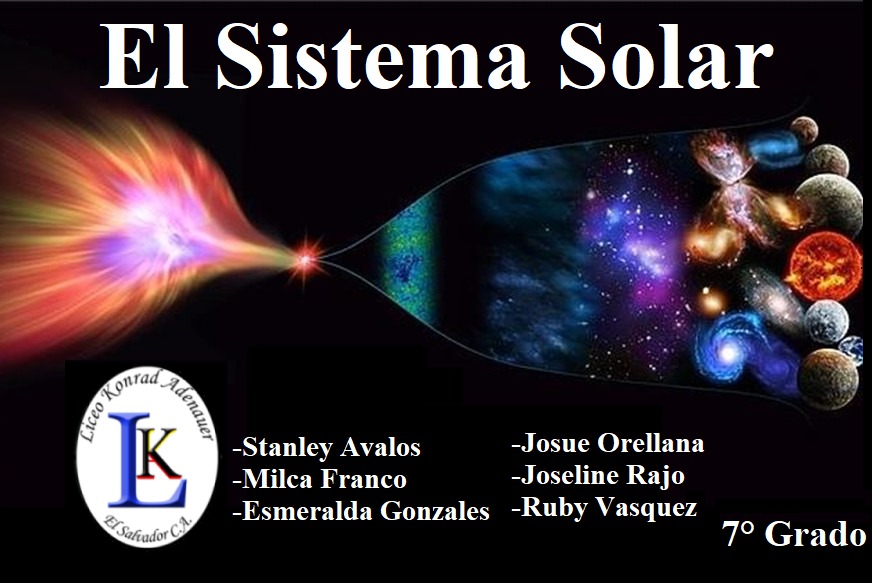 El Sistema Solar
Liceo Konrad Adenauer
LK
El Salvador C.A.
-Stanley Avalos
-Milca Franco
-Esmeralda Gonzales
-Josue Orellana
-Joseline Rajo
-Ruby Vasquez
7° Grado